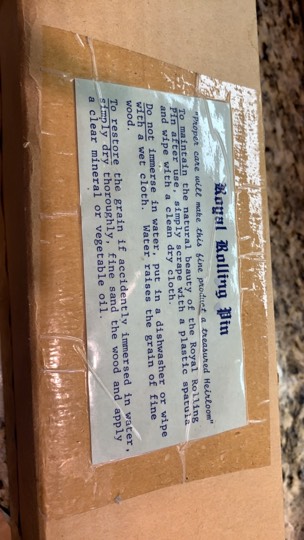 Royal Rolling Pin
"Proper care will make this fine product a treasured Heirloom"
To maintain the natural beauty of the Royal Rolling
Pin after use, simply scrape with a plastic spatula
and wipe with a clean dry cloth.
Do not immerse in water, put in a dishwasher or wipe
with a wet cloth. Water raises the grain of fine
wood.
To restore the grain if accidently immersed in water,
simply dry thoroughly, fine sand the wood and apply
a clear mineral or vegetable oil.